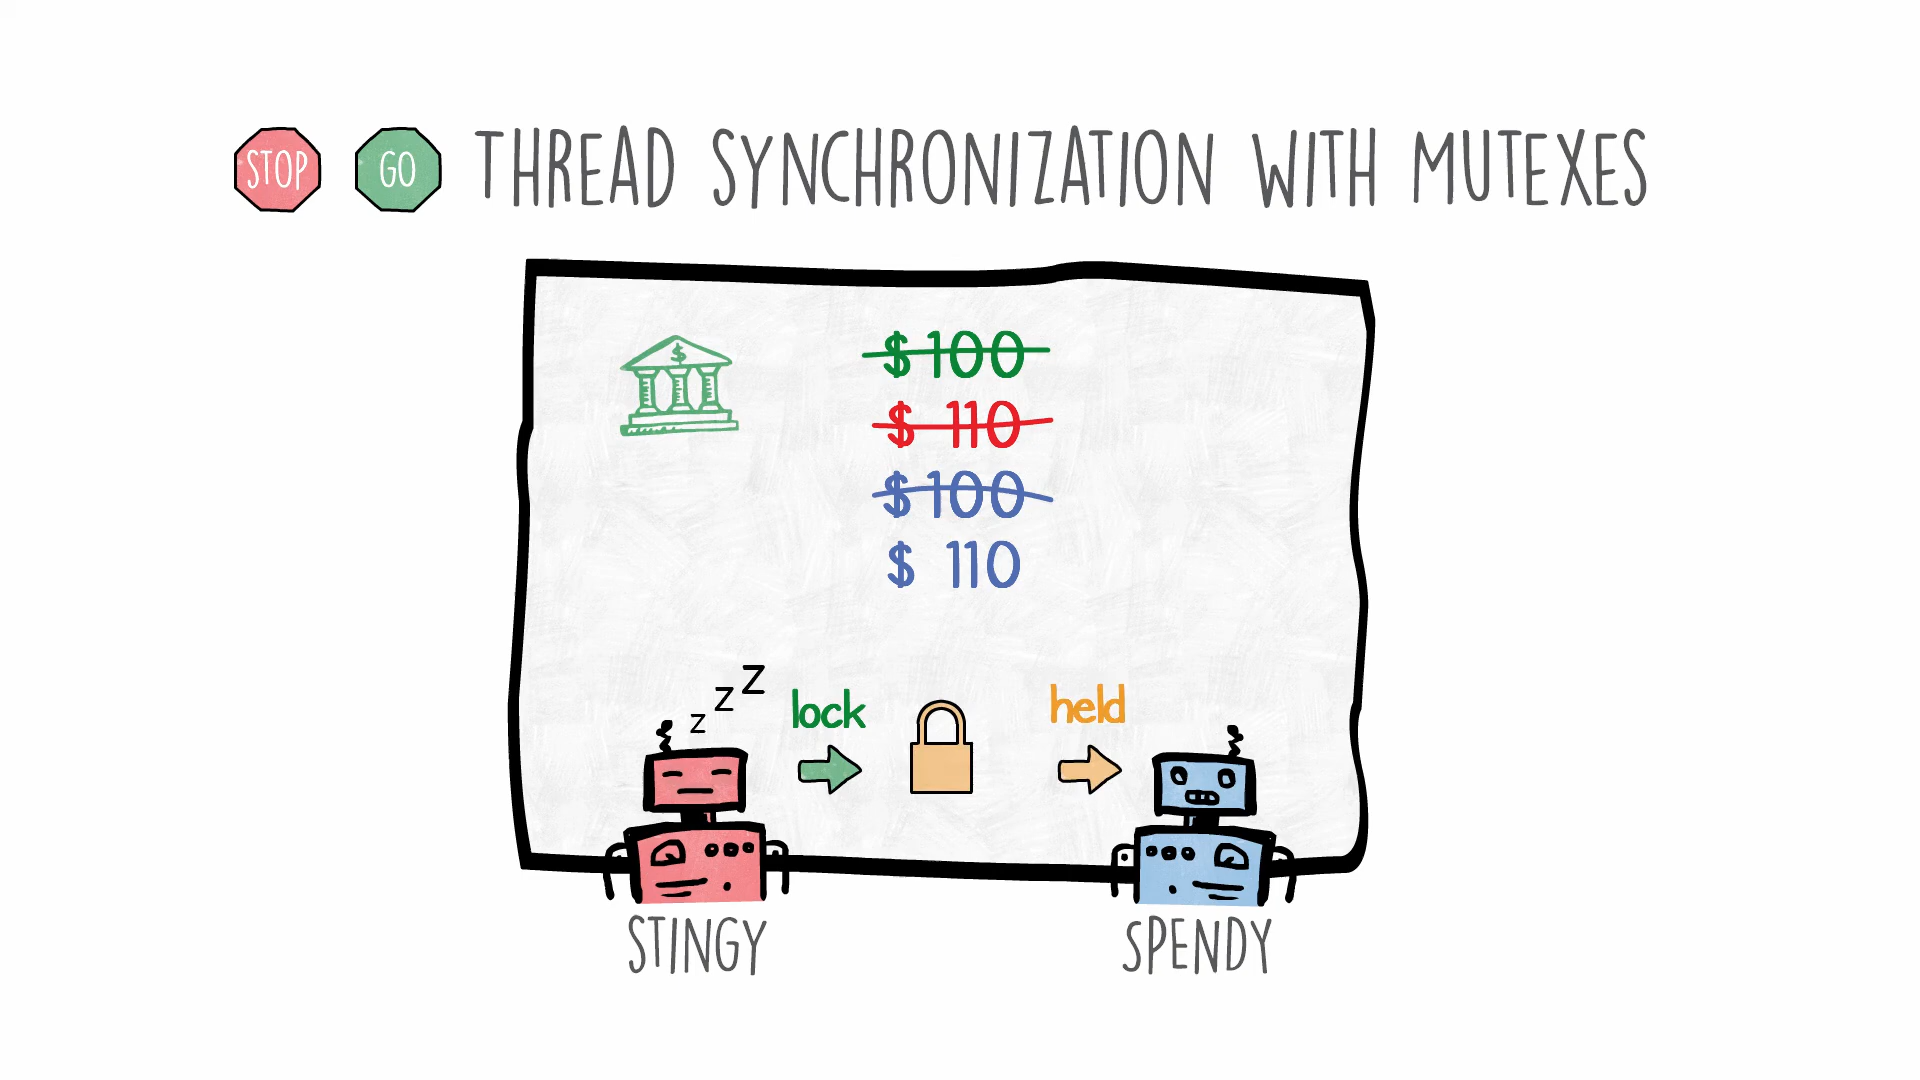 STOP GO THREAD SYNCHRONIZATION WITH MUTEXES
$
$ 100
$ 110
$ 100
$ 110
z z z
lock held
STINGY SPENDY